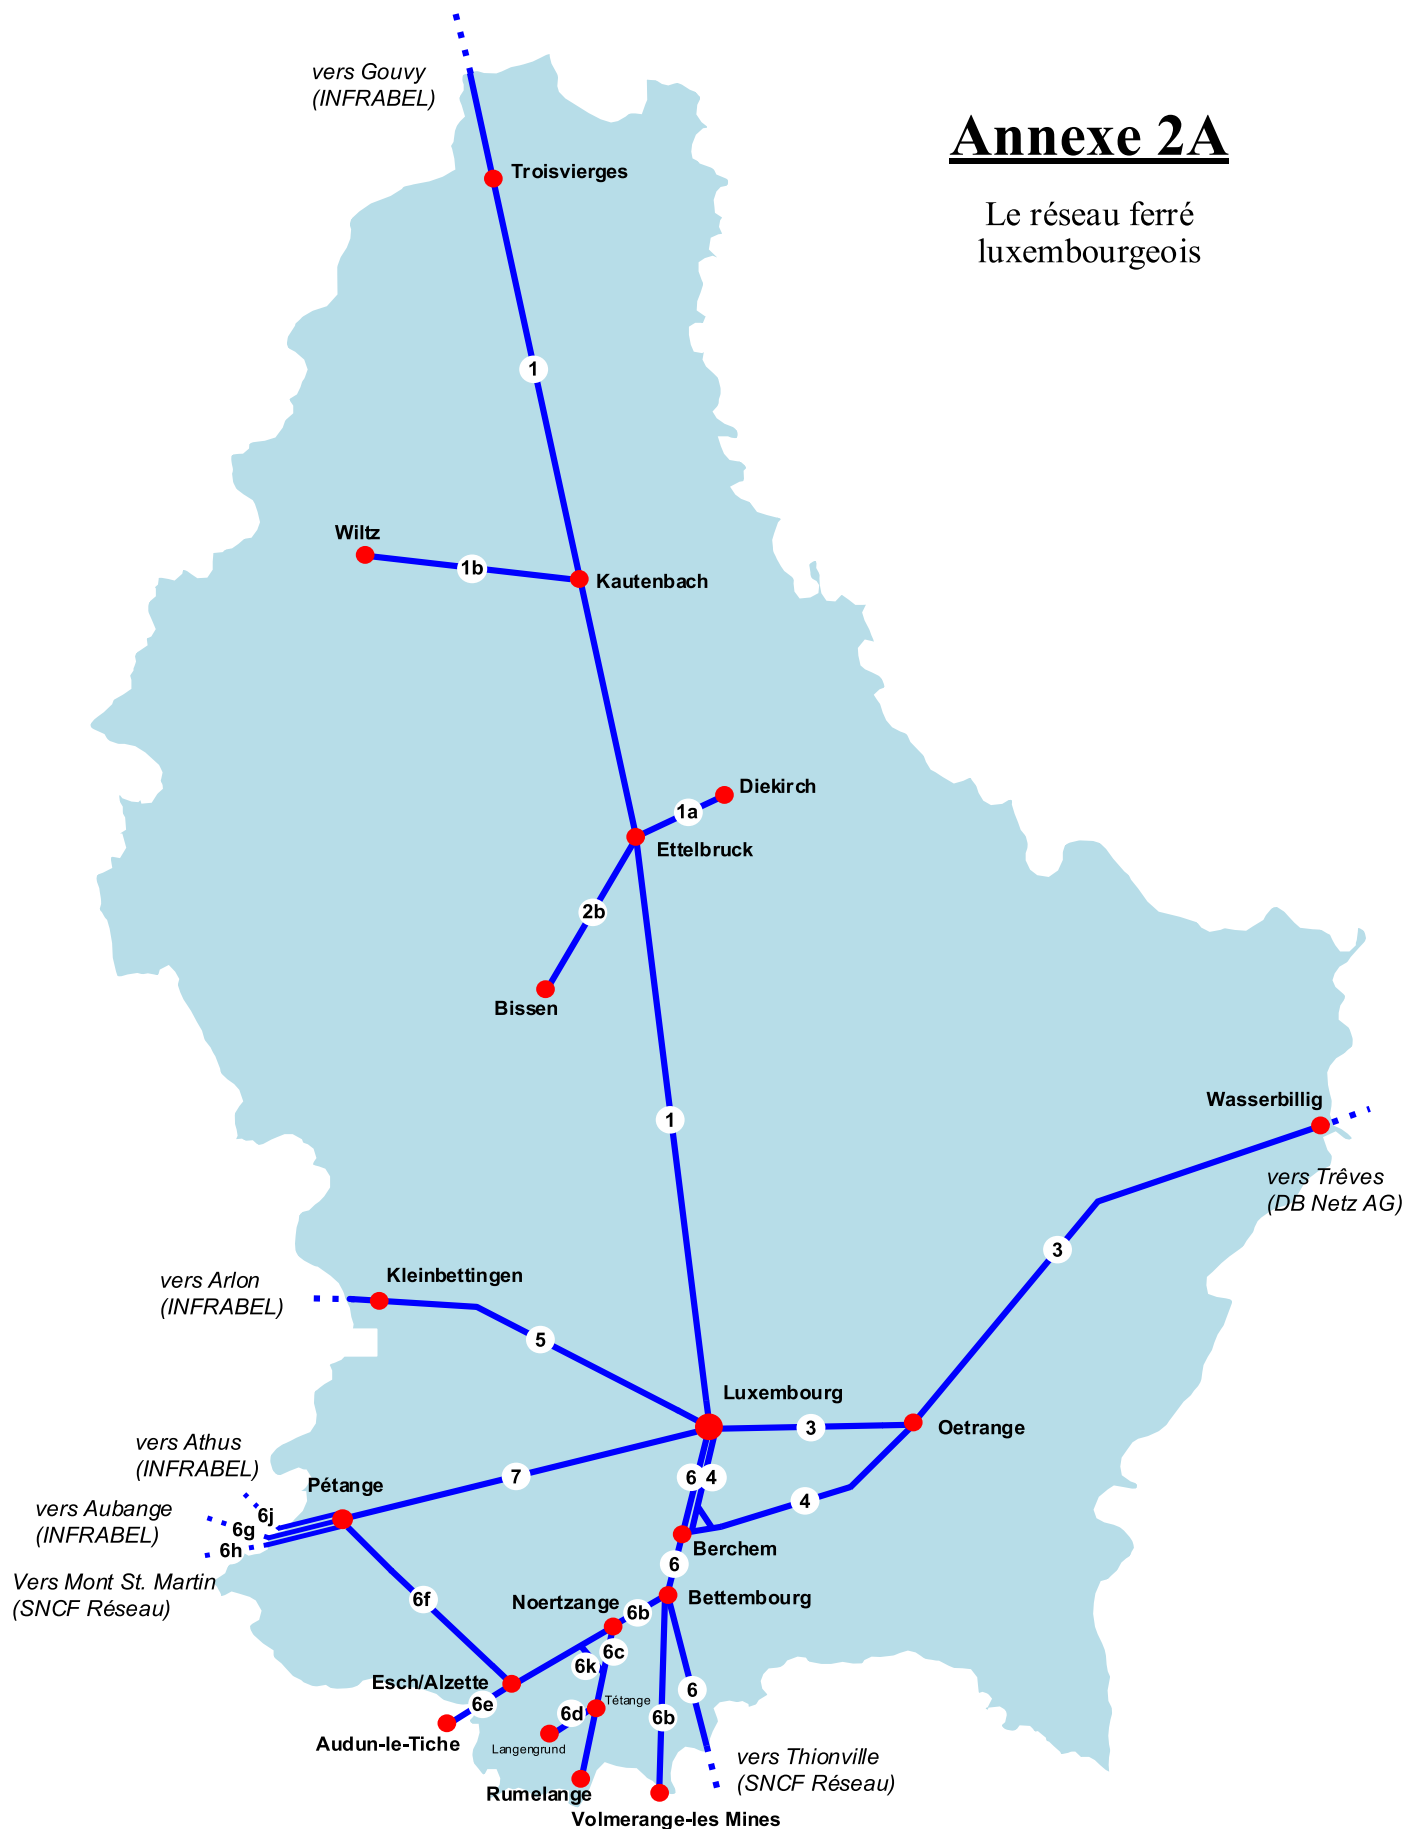 vers Gouvy
(INFRABEL)
Annexe 2A
Le réseau ferré
luxembourgeois
Troisvierges
1
Wiltz
1b
Kautenbach
Diekirch
1a
Ettelbruck
2b
Bissen
1
Wasserbillig
vers Trêves
(DB Netz AG)
3
vers Arlon
(INFRABEL)
Kleinbettingen
5
Luxembourg
3
Oetrange
vers Athus
(INFRABEL)
Pétange
7
6
4
4
vers Aubange
(INFRABEL)
6j
6g
6h
Berchem
6
Vers Mont St. Martin
(SNCF Réseau)
6f
Noertzange
6b
Bettembourg
6c
6k
Esch/Alzette
6e
6
Tétange
6d
6b
Audun-le-Tiche
Langengrund
vers Thionville
(SNCF Réseau)
Rumelange
Volmerange-les Mines